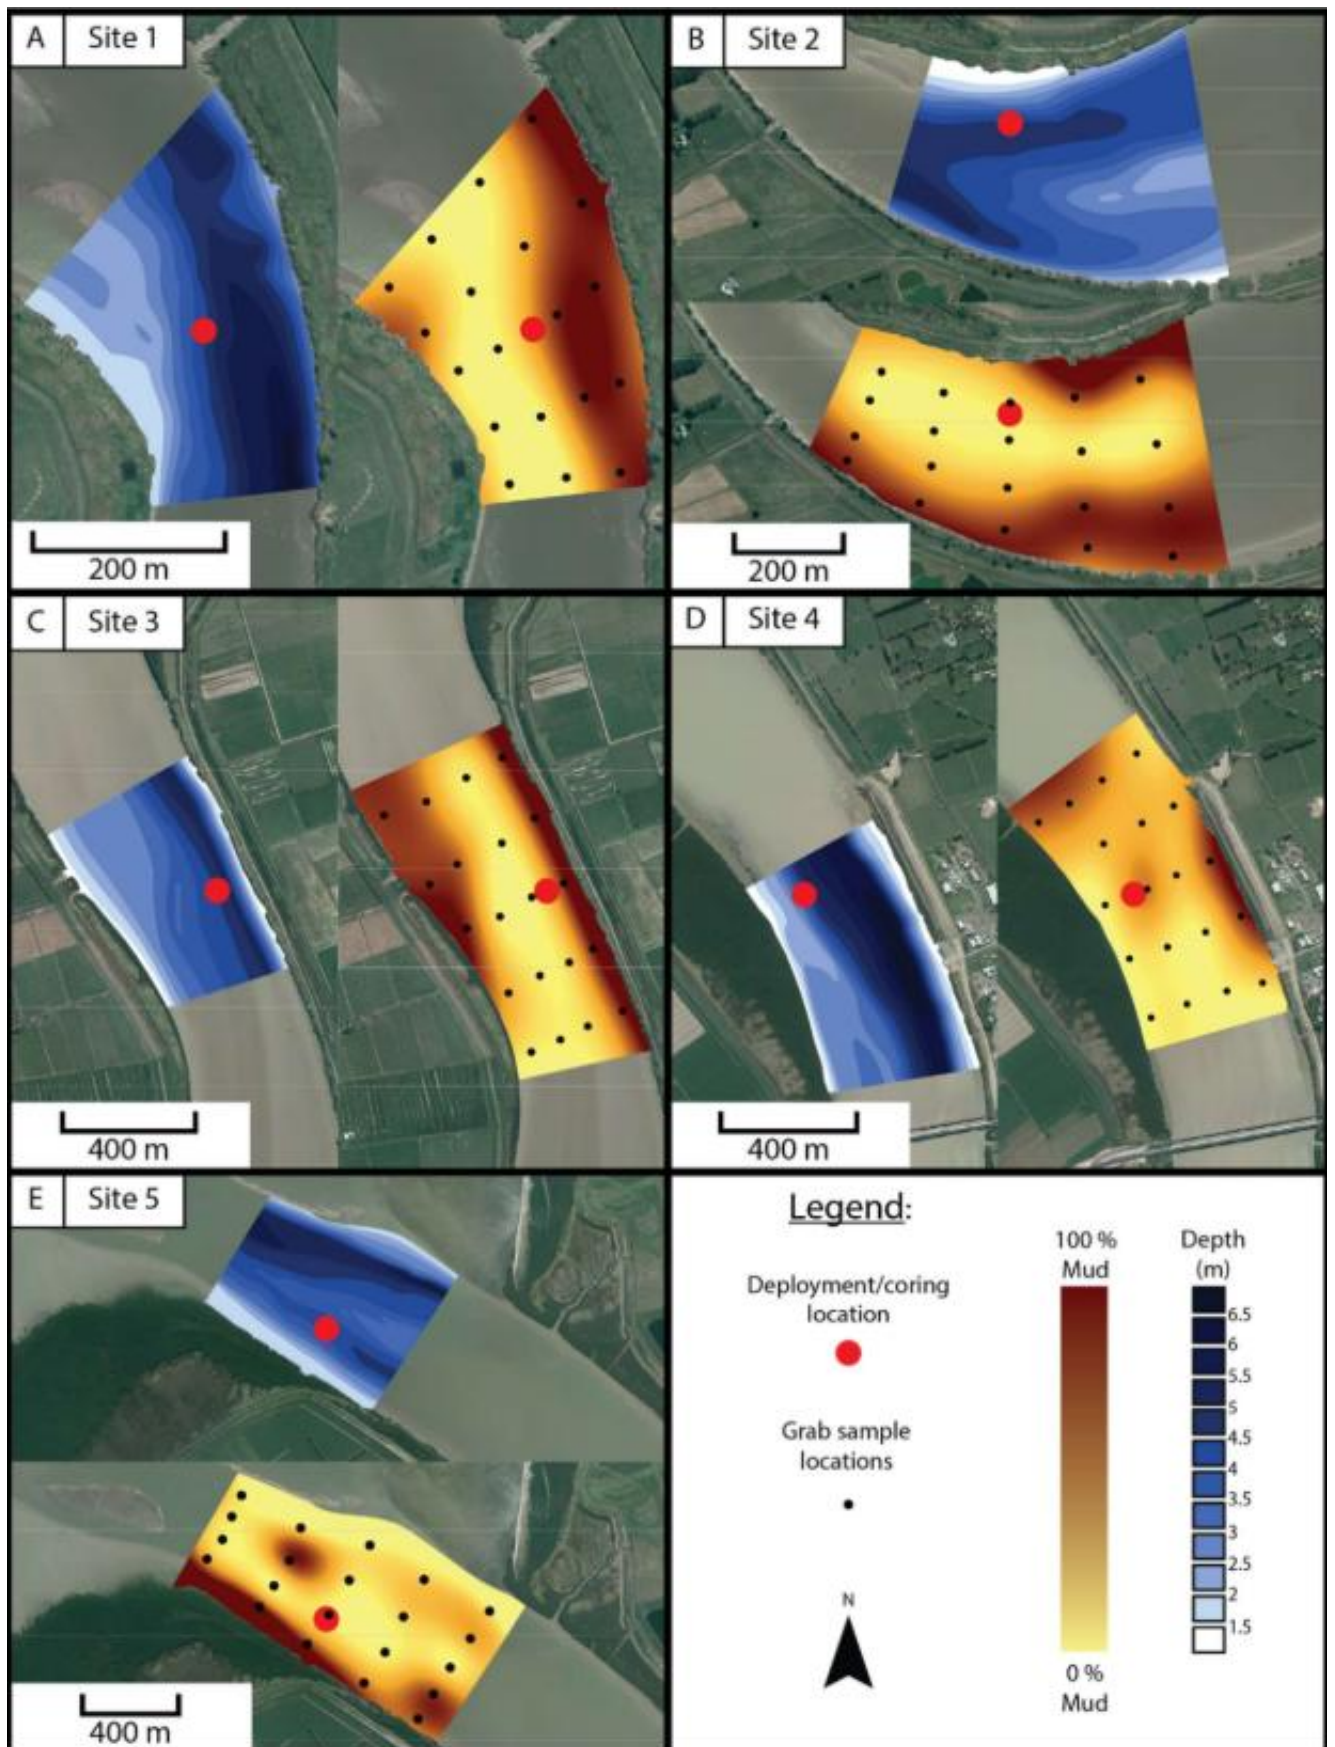 A Site 1
200 m
B Site 2
200 m
C Site 3
400 m
D Site 4
400 m
E Site 5
400 m
Legend:
Deployment/coring
location
Grab sample
locations
N
100 %
Mud
0 %
Mud
Depth
(m)
6.5
6
5.5
5
4.5
4
3.5
3
2.5
2
1.5